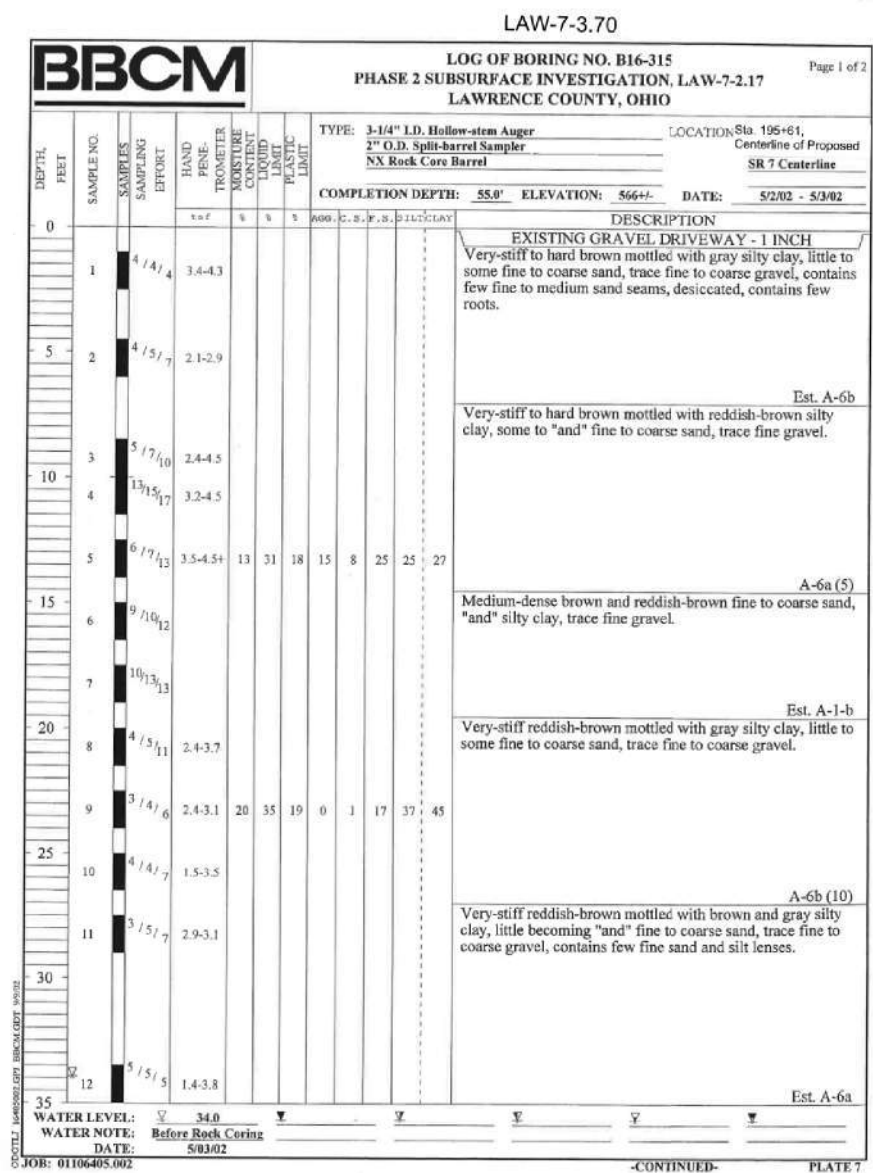 LAW-7-3.70
BBCM
LOG OF BORING NO. B16-315
PHASE 2 SUBSURFACE INVESTIGATION, LAW-7-2.17
LAWRENCE COUNTY, OHIO
Page 1 of 2
DEPTH, FEET
SAMPLE NO.
SAMPLES
SAMPLING EFFORT
HAND PENE-TROMETER
MOISTURE CONTENT
LIQUID LIMIT
PLASTIC LIMIT
TYPE: 3-1/4" I.D. Hollow-stem Auger
2" O.D. Split-barrel Sampler
NX Rock Core Barrel
LOCATION Sta. 195+61,
Centerline of Proposed
SR 7 Centerline
COMPLETION DEPTH: 55.0' ELEVATION: 566+/- DATE: 5/2/02 - 5/3/02
tsf % % % AGG. C.S. F.S. SILT CLAY DESCRIPTION
0
EXISTING GRAVEL DRIVEWAY - 1 INCH
1 4/4/4 3.4-4.3
Very-stiff to hard brown mottled with gray silty clay, little to
some fine to coarse sand, trace fine to coarse gravel, contains
few fine to medium sand seams, desiccated, contains few
roots.
5
2 4/5/7 2.1-2.9
Est. A-6b
Very-stiff to hard brown mottled with reddish-brown silty
clay, some to "and" fine to coarse sand, trace fine gravel.
3 5/7/10 2.4-4.5
10
4 13/15/17 3.2-4.5
5 6/7/13 3.5-4.5+ 13 31 18 15 8 25 25 27
A-6a (5)
15
Medium-dense brown and reddish-brown fine to coarse sand,
"and" silty clay, trace fine gravel.
6 9/10/12
7 10/13/13
Est. A-1-b
20
Very-stiff reddish-brown mottled with gray silty clay, little to
some fine to coarse sand, trace fine to coarse gravel.
8 4/5/11 2.4-3.7
9 3/4/6 2.4-3.1 20 35 19 0 1 17 37 45
25
10 4/4/7 1.5-3.5
A-6b (10)
Very-stiff reddish-brown mottled with brown and gray silty
clay, little becoming "and" fine to coarse sand, trace fine to
coarse gravel, contains few fine sand and silt lenses.
11 3/5/7 2.9-3.1
30
12 5/5/5 1.4-3.8
Est. A-6a
35
WATER LEVEL: 34.0
WATER NOTE: Before Rock Coring
DATE: 5/03/02
JOB: 01106405.002
-CONTINUED-
PLATE 7
BBCM.GDT 9/9/02